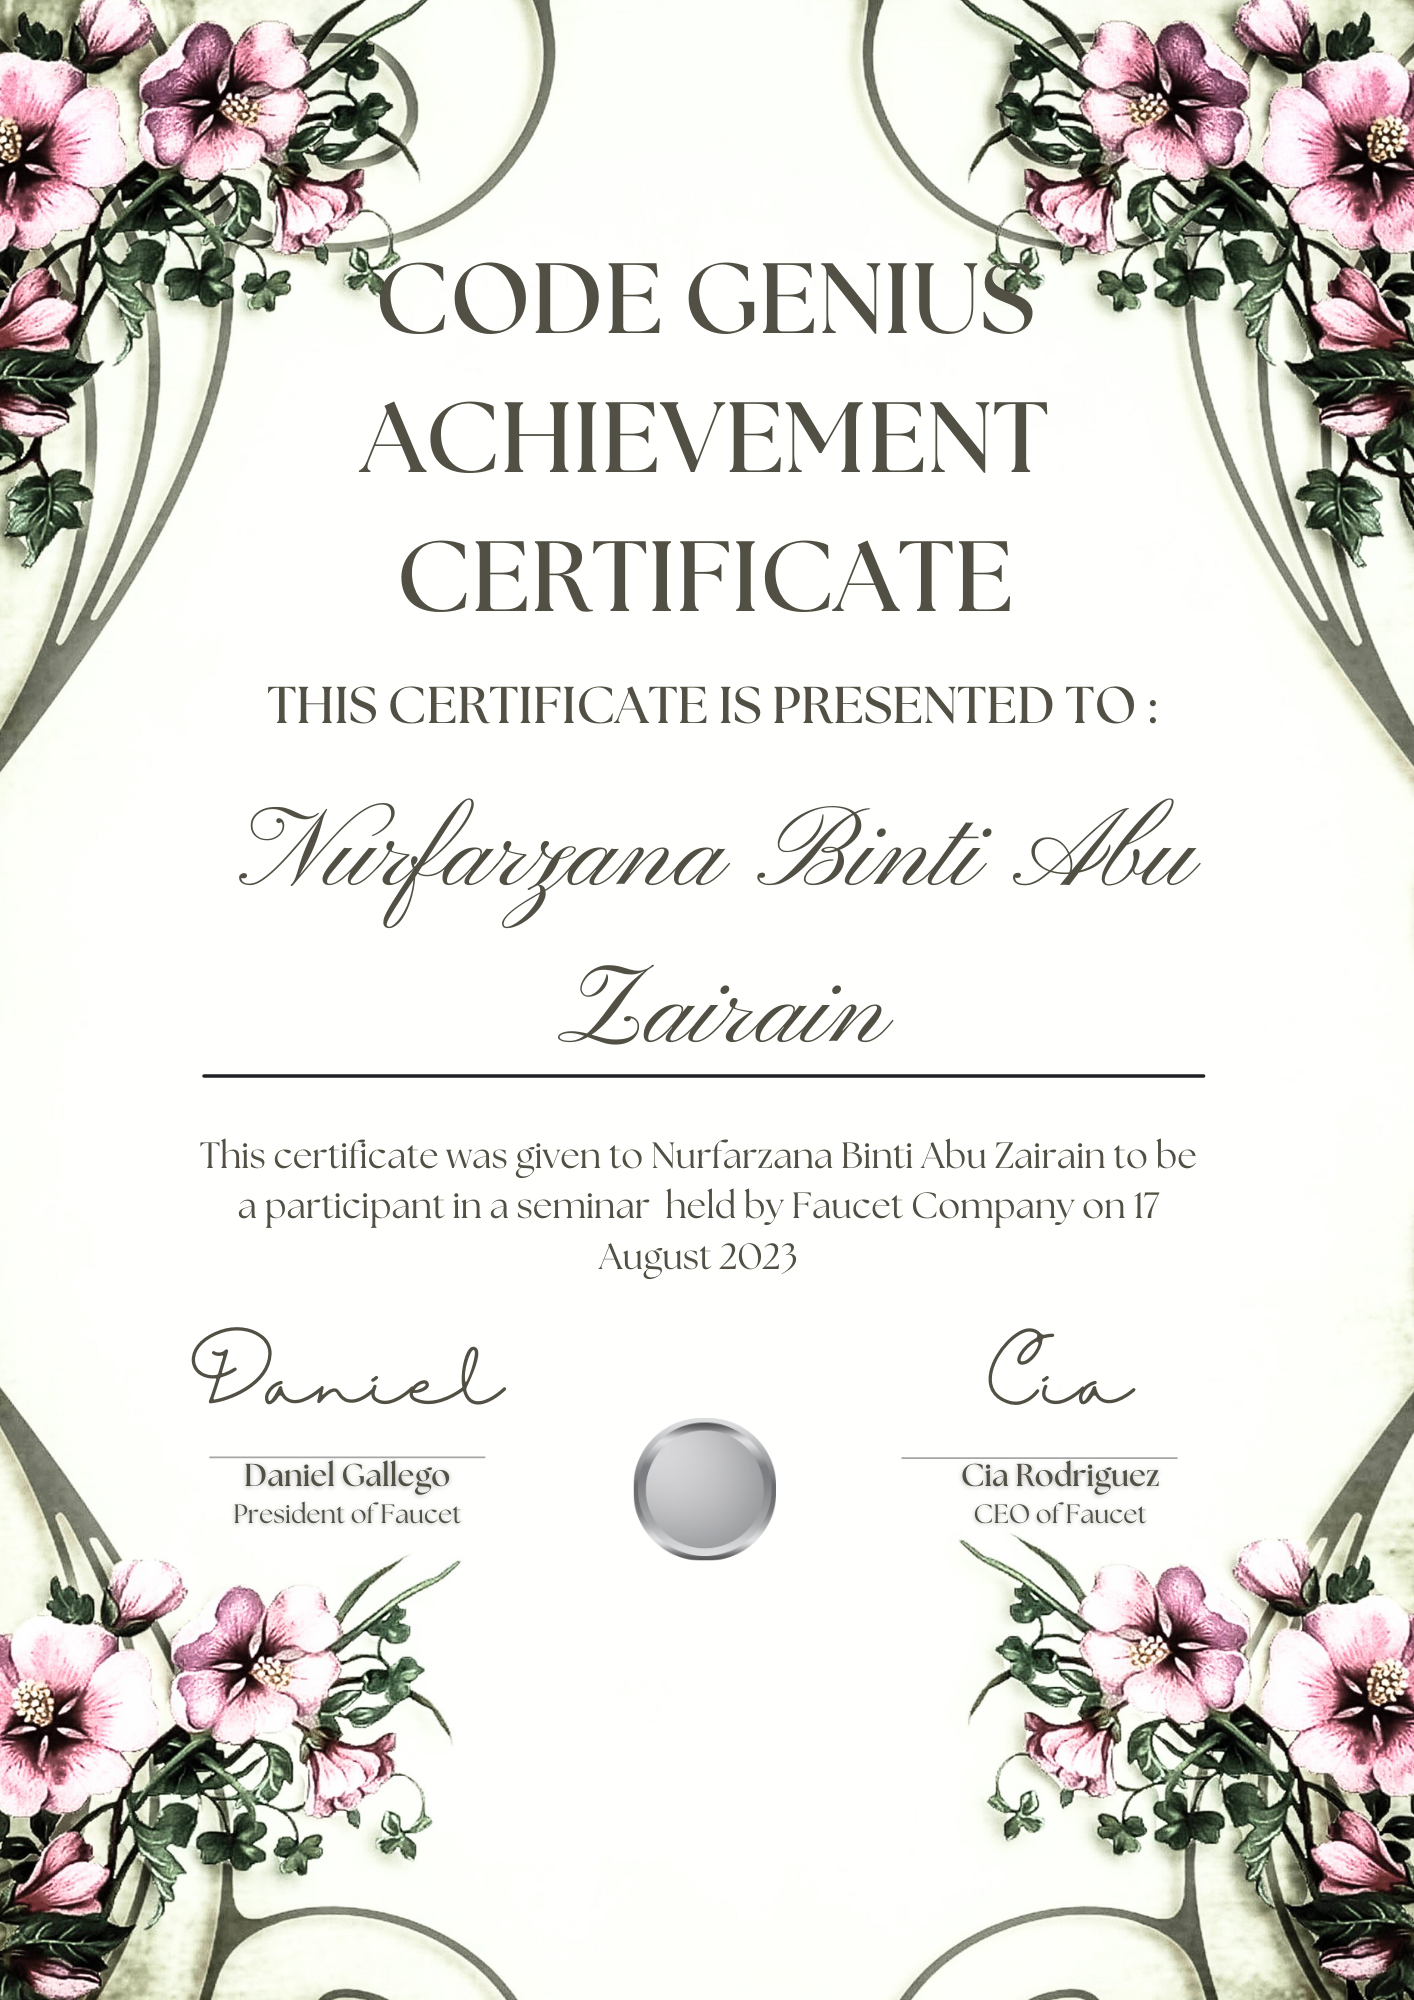 CODE GENIUS
ACHIEVEMENT
CERTIFICATE
THIS CERTIFICATE IS PRESENTED TO :
Nurfarzana Binti Abu
Zairain
This certificate was given to Nurfarzana Binti Abu Zairain to be
a participant in a seminar held by Faucet Company on 17
August 2023
Daniel
Cia
Daniel Gallego
Cia Rodriguez
President of Faucet
CEO of Faucet